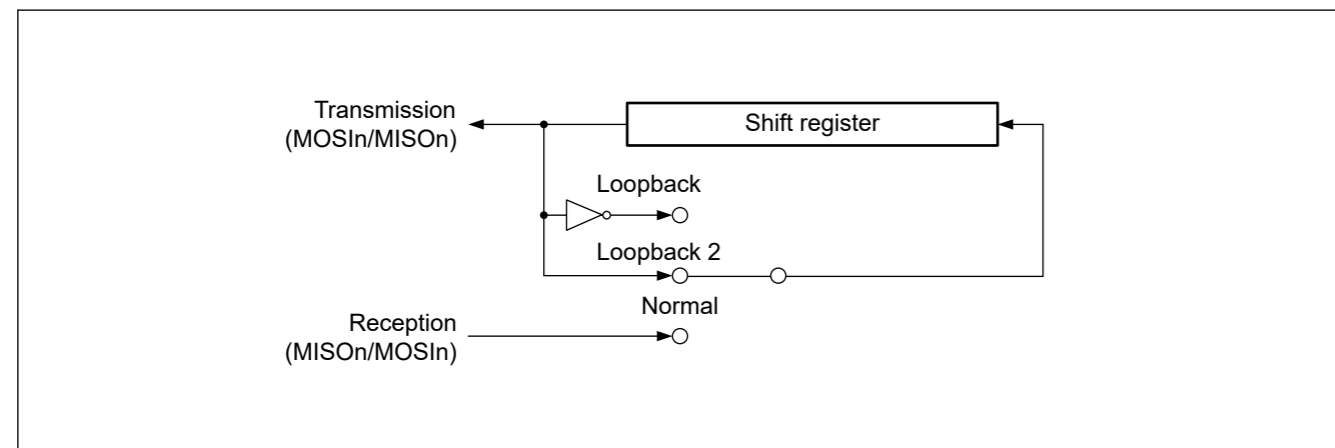 Transmission
(MOSIn/MISOn)
Shift register
Loopback
Loopback 2
Normal
Reception
(MISOn/MOSIn)